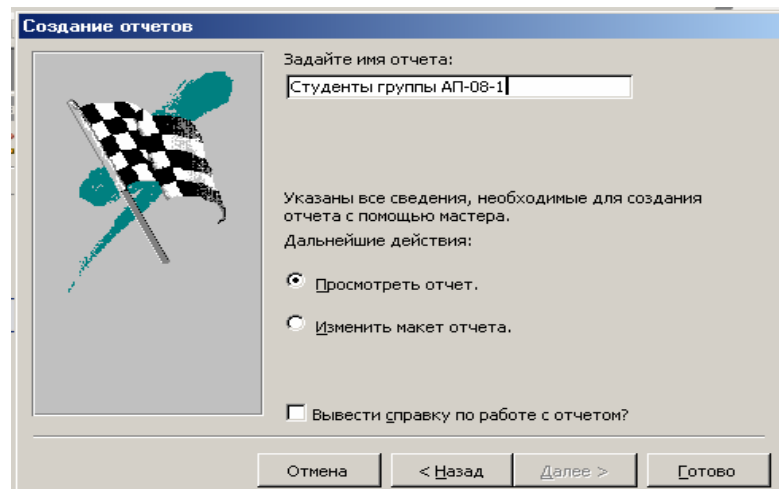 Создание отчетов
Задайте имя отчета:
Студенты группы АП-08-1
Указаны все сведения, необходимые для создания
отчета с помощью мастера.
Дальнейшие действия:
Просмотреть отчет.
Изменить макет отчета.
Вывести справку по работе с отчетом?
Отмена
< Назад
Далее >
Готово